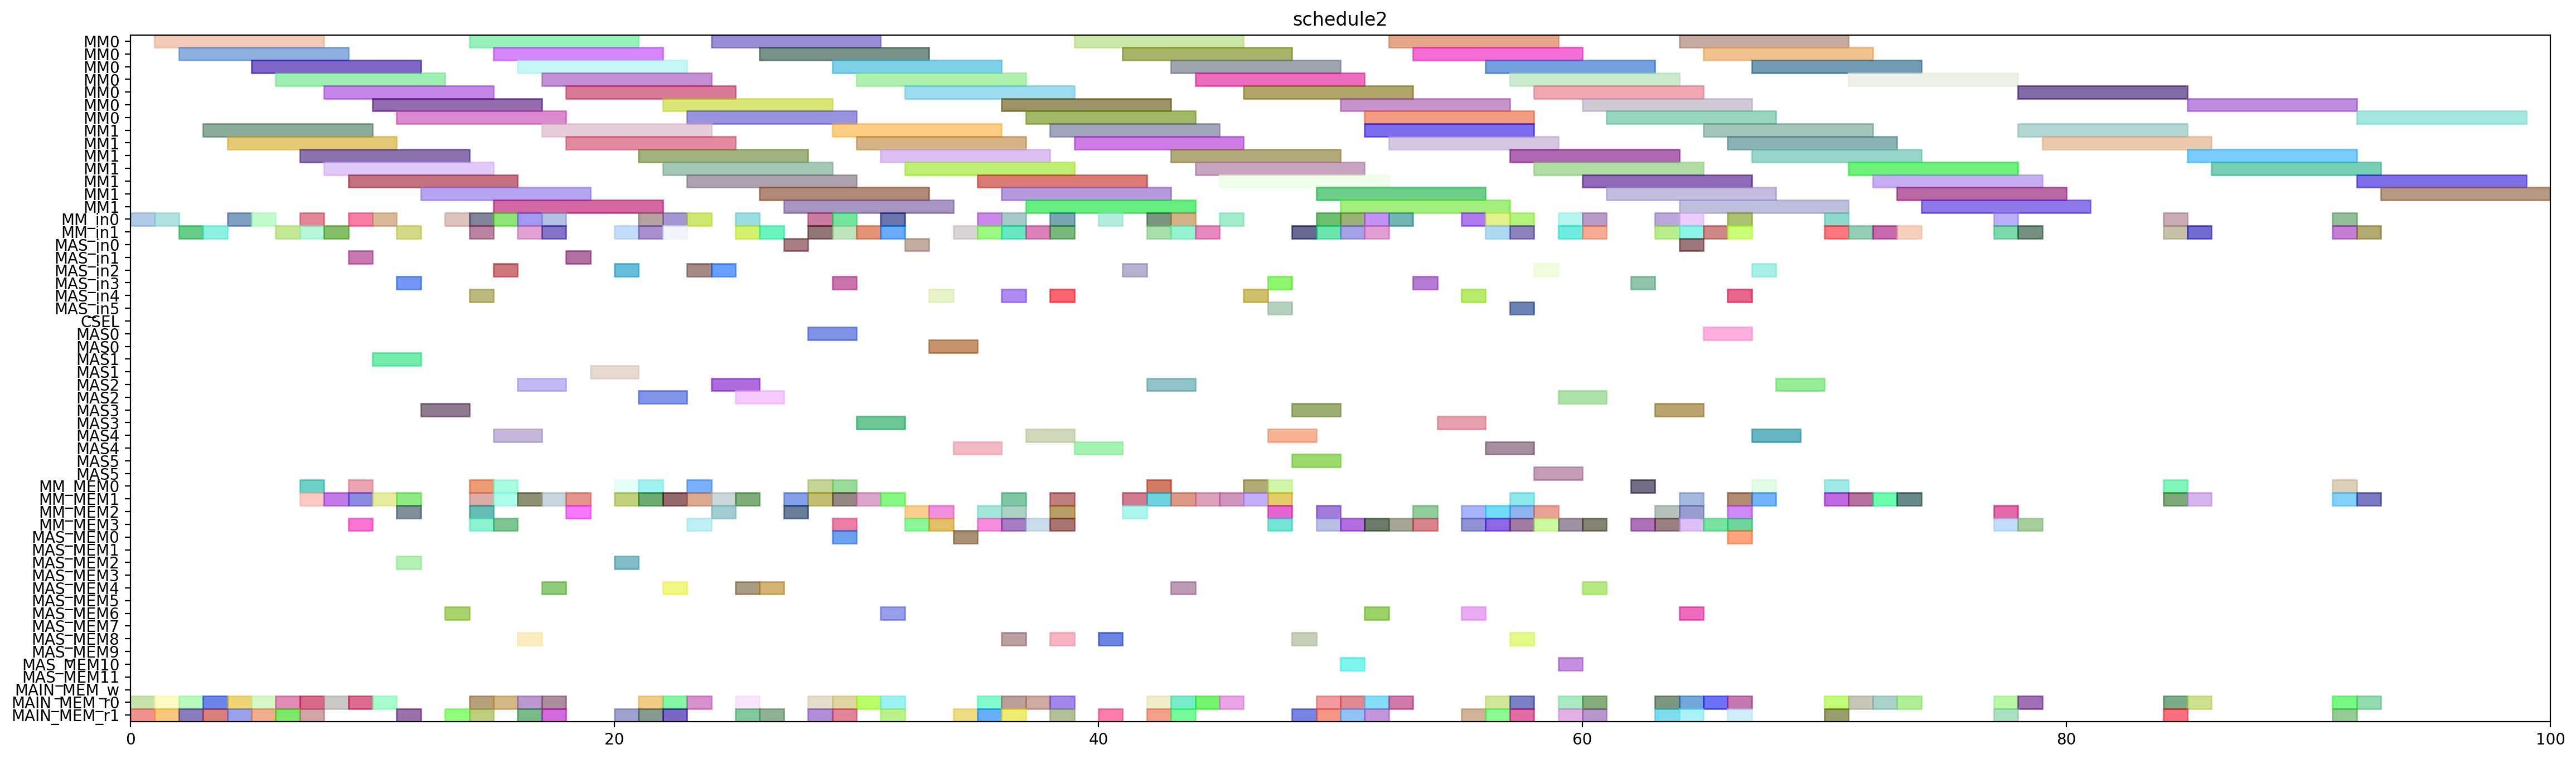 schedule2
MM0
MM0
MM0
MM0
MM0
MM0
MM0
MM1
MM1
MM1
MM1
MM1
MM1
MM1
MM_in0
MM_in1
MAS_in0
MAS_in1
MAS_in2
MAS_in3
MAS_in4
MAS_in5
CSEL
MAS0
MAS0
MAS1
MAS1
MAS2
MAS2
MAS3
MAS3
MAS4
MAS4
MAS5
MAS5
MM_MEM0
MM_MEM1
MM_MEM2
MM_MEM3
MAS_MEM0
MAS_MEM1
MAS_MEM2
MAS_MEM3
MAS_MEM4
MAS_MEM5
MAS_MEM6
MAS_MEM7
MAS_MEM8
MAS_MEM9
MAS_MEM10
MAS_MEM11
MAIN_MEM_w
MAIN_MEM_r0
MAIN_MEM_r1
0 20 40 60 80 100